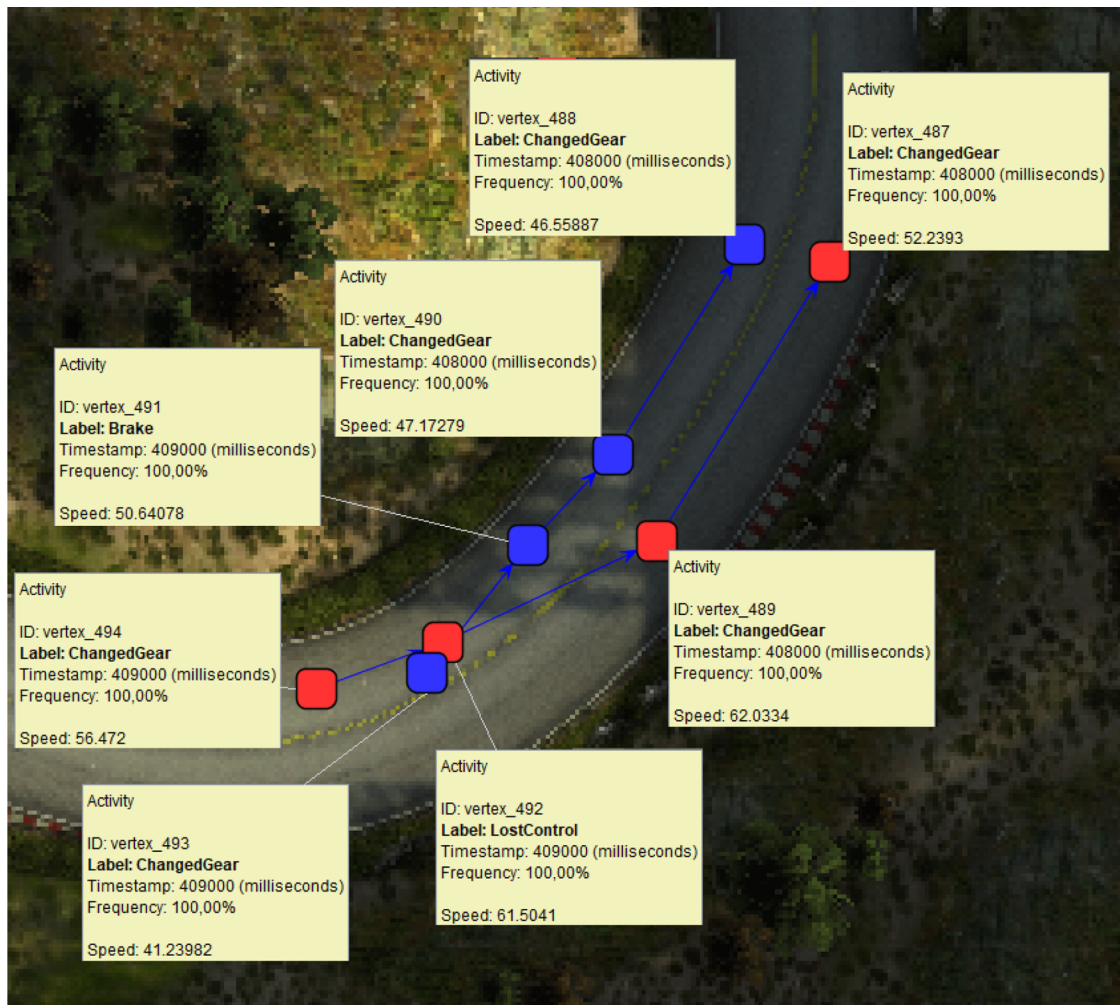 Activity
ID: vertex_488
Label: ChangedGear
Timestamp: 408000 (milliseconds)
Frequency: 100,00%
Speed: 46.55887
Activity
ID: vertex_487
Label: ChangedGear
Timestamp: 408000 (milliseconds)
Frequency: 100,00%
Speed: 52.2393
Activity
ID: vertex_490
Label: ChangedGear
Timestamp: 408000 (milliseconds)
Frequency: 100,00%
Speed: 47.17279
Activity
ID: vertex_491
Label: Brake
Timestamp: 409000 (milliseconds)
Frequency: 100,00%
Speed: 50.64078
Activity
ID: vertex_489
Label: ChangedGear
Timestamp: 408000 (milliseconds)
Frequency: 100,00%
Speed: 62.0334
Activity
ID: vertex_494
Label: ChangedGear
Timestamp: 409000 (milliseconds)
Frequency: 100,00%
Speed: 56.472
Activity
ID: vertex_492
Label: LostControl
Timestamp: 409000 (milliseconds)
Frequency: 100,00%
Speed: 61.5041
Activity
ID: vertex_493
Label: ChangedGear
Timestamp: 409000 (milliseconds)
Frequency: 100,00%
Speed: 41.23982